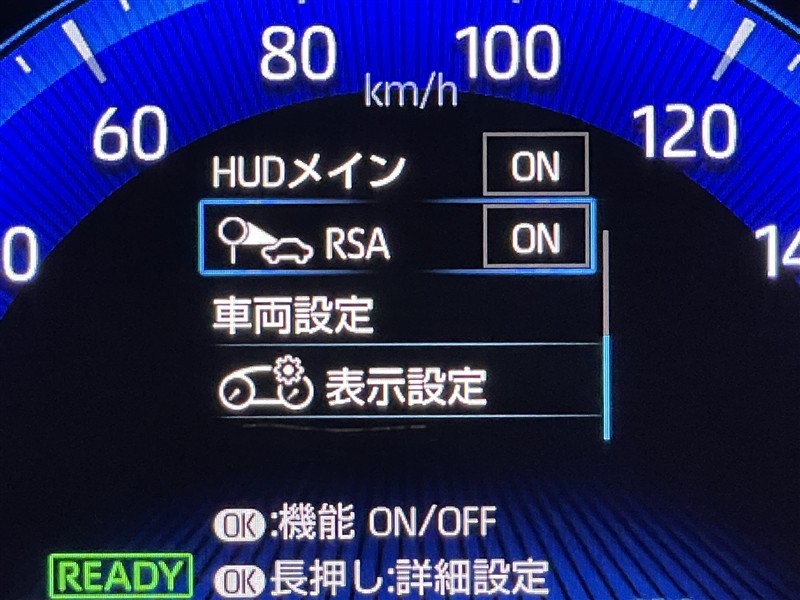 80 100
km/h
60 120
HUDメイン ON
RSA ON
車両設定
表示設定
OK:機能 ON/OFF
READY OK長押し:詳細設定